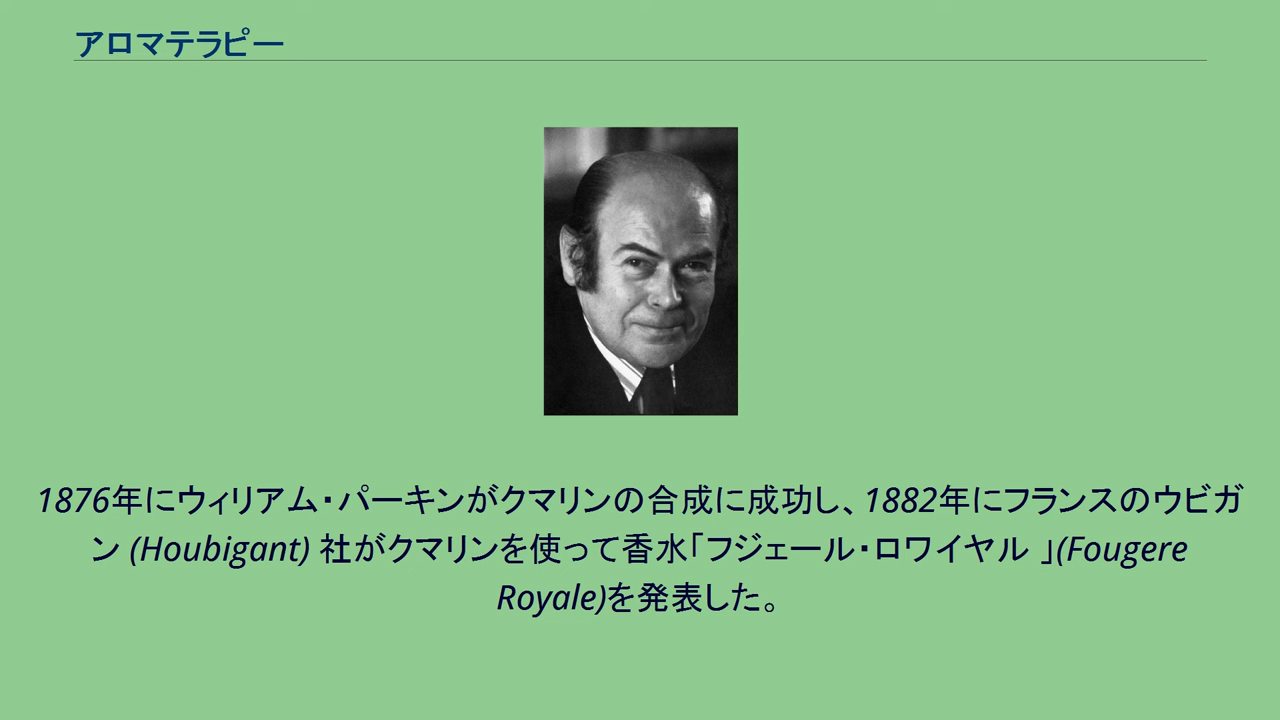 アロマテラピー
1876年にウィリアム・パーキンがクマリンの合成に成功し、1882年にフランスのウビガ
ン (Houbigant) 社がクマリンを使って香水「フジェール・ロワイヤル 」(Fougere
Royale)を発表した。